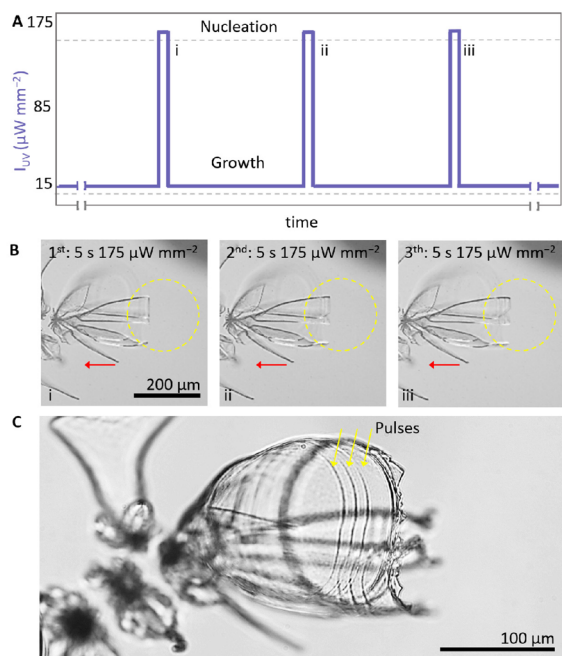 A
175
Nucleation
i
ii
iii
85
Growth
15
I_UV (µW mm⁻²)
time
B
1st: 5 s 175 µW mm⁻²
2nd: 5 s 175 µW mm⁻²
3th: 5 s 175 µW mm⁻²
200 µm
i
ii
iii
C
Pulses
100 µm